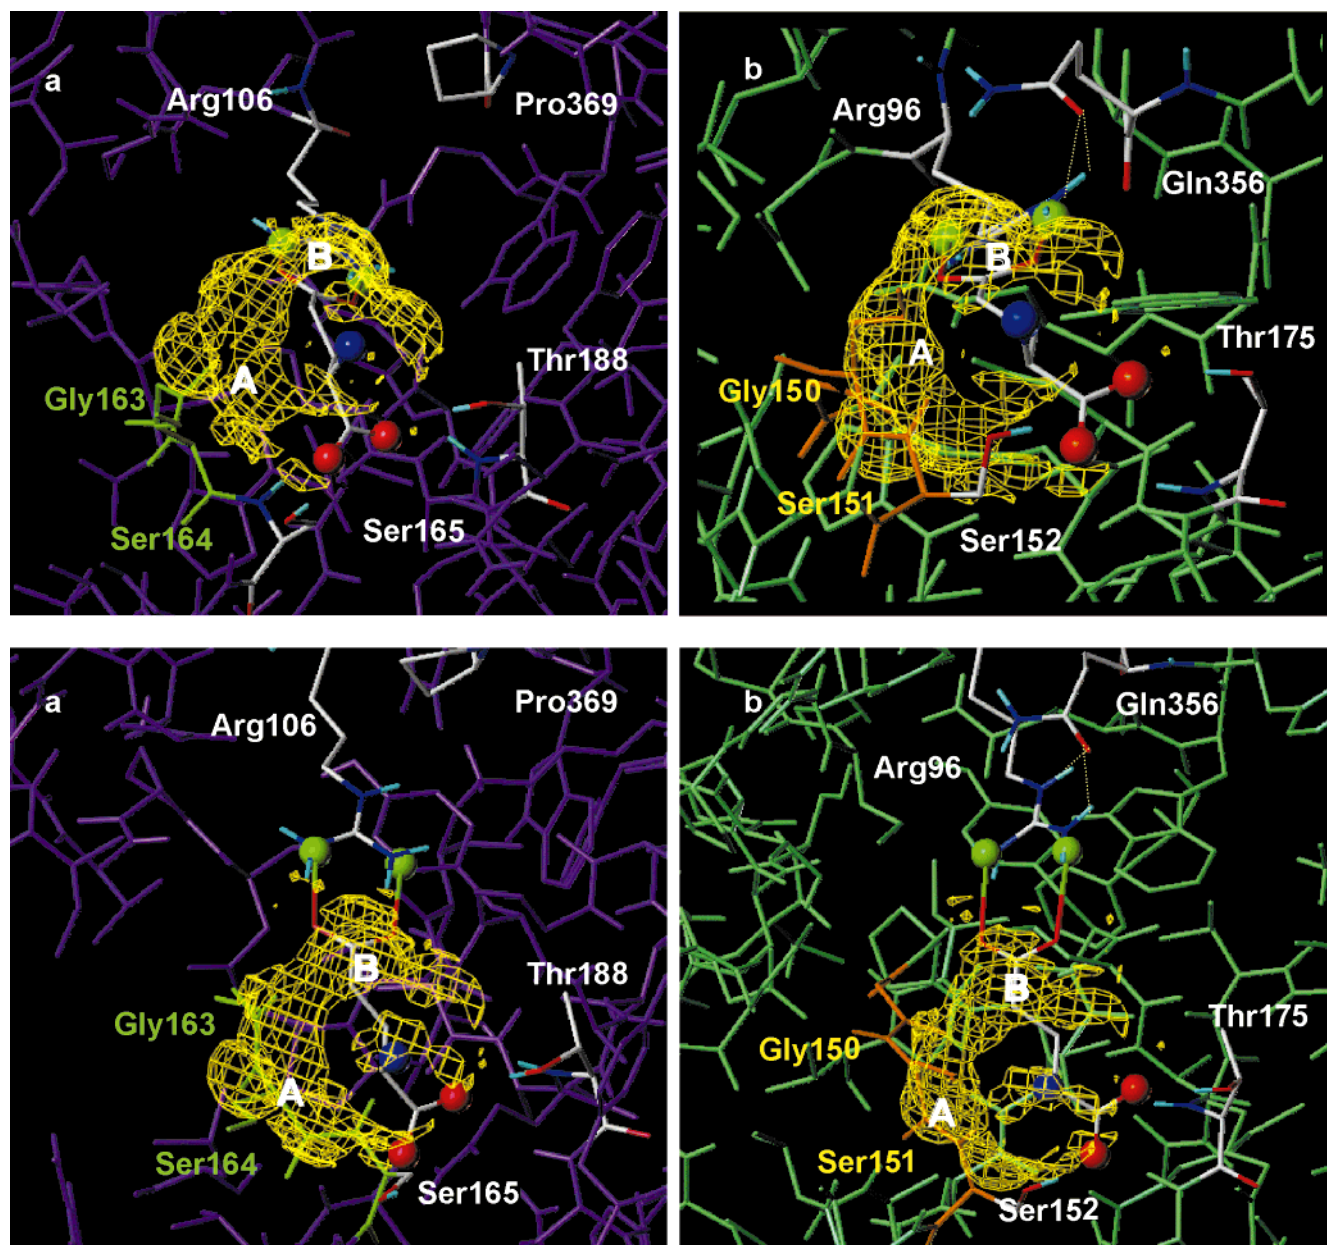 a
Arg106
Pro369
B
Thr188
A
Gly163
Ser164
Ser165
b
Arg96
Gln356
B
Thr175
A
Gly150
Ser151
Ser152
a
Arg106
Pro369
B
Thr188
Gly163
A
Ser164
Ser165
b
Gln356
Arg96
B
Thr175
Gly150
A
Ser151
Ser152